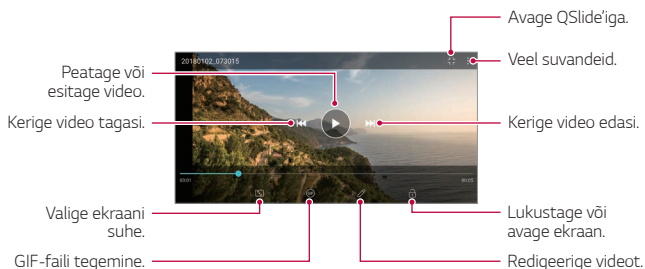 Avage QSlide’iga.
Veel suvandeid.
20180102_073015
Peatage või
esitage video.
Kerige video tagasi.
Kerige video edasi.
00:01
00:05
GIF
Valige ekraani
suhe.
Lukustage või
avage ekraan.
GIF-faili tegemine.
Redigeerige videot.